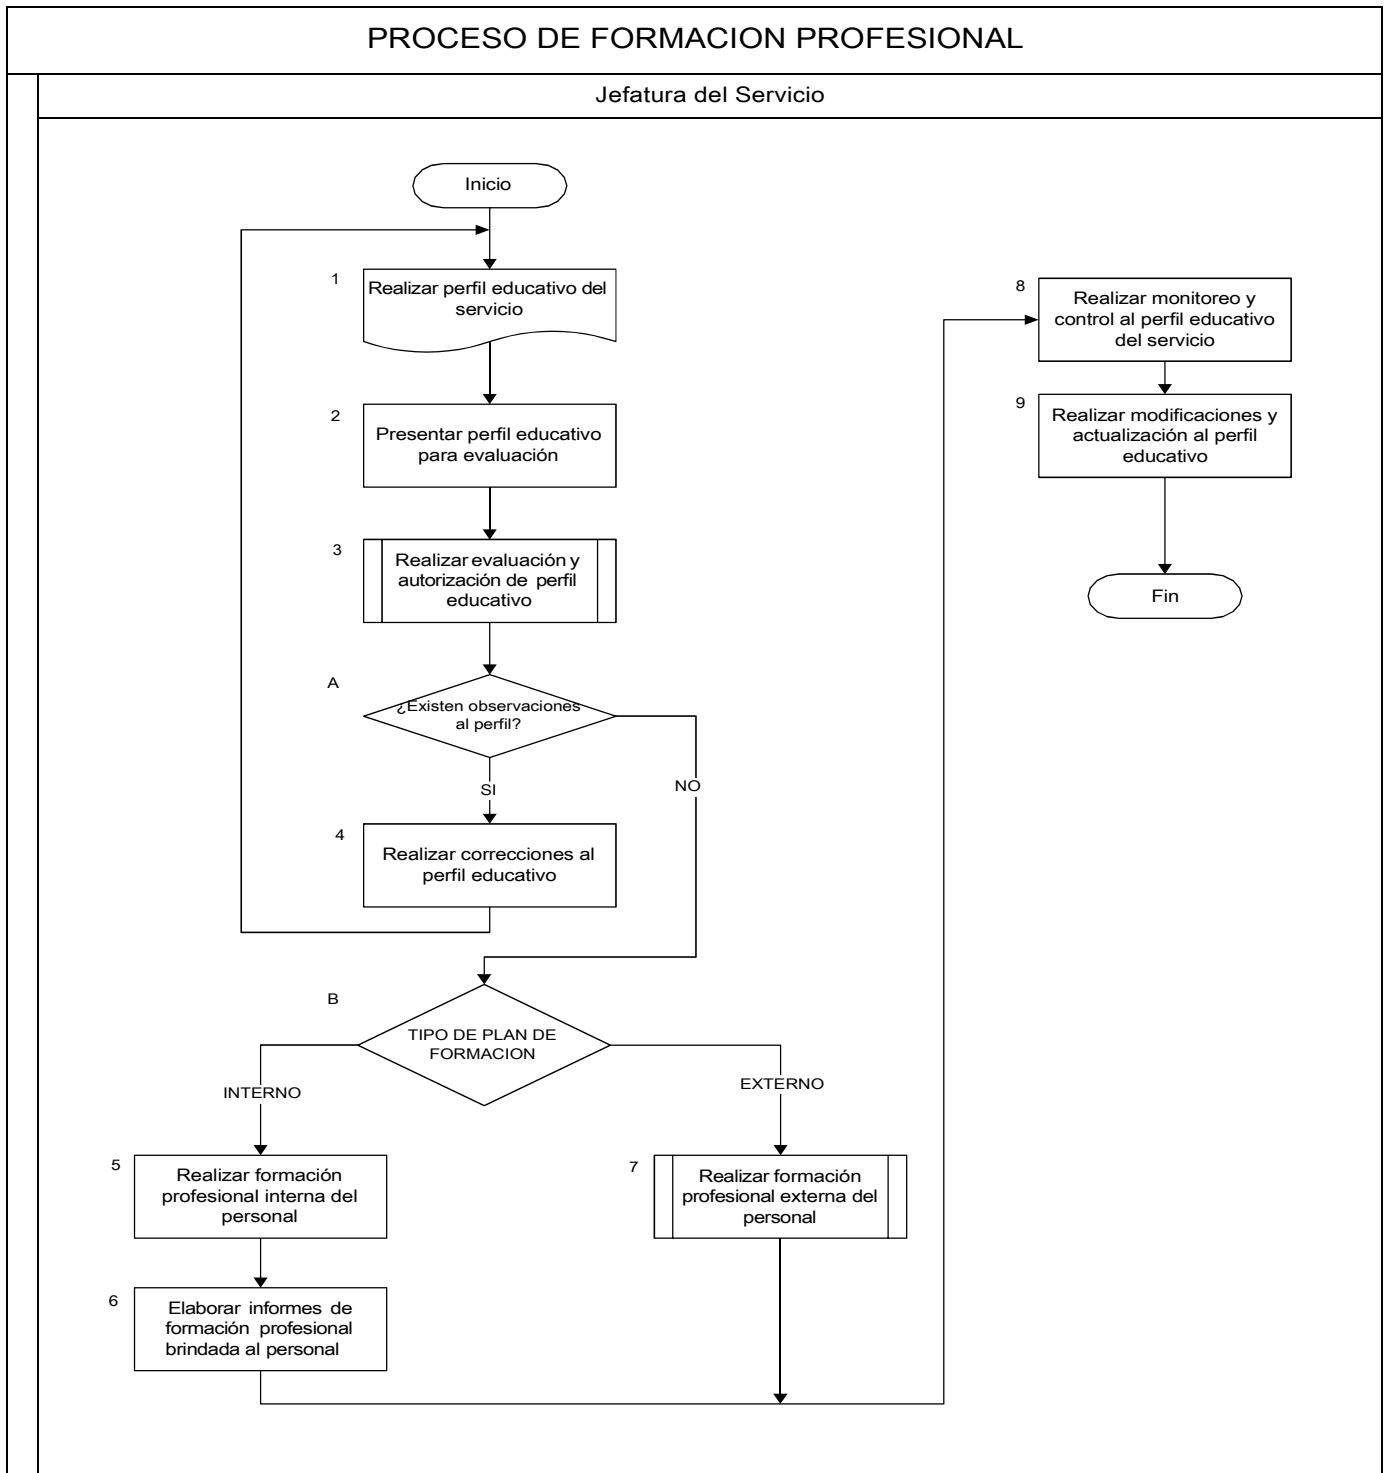 PROCESO DE FORMACION PROFESIONAL
Jefatura del Servicio
Inicio
1
Realizar perfil educativo del
servicio
2
Presentar perfil educativo
para evaluación
3
Realizar evaluación y
autorización de perfil
educativo
A
¿Existen observaciones
al perfil?
SI
NO
4
Realizar correcciones al
perfil educativo
B
TIPO DE PLAN DE
FORMACION
INTERNO
EXTERNO
5
Realizar formación
profesional interna del
personal
6
Elaborar informes de
formación profesional
brindada al personal
7
Realizar formación
profesional externa del
personal
8
Realizar monitoreo y
control al perfil educativo
del servicio
9
Realizar modificaciones y
actualización al perfil
educativo
Fin